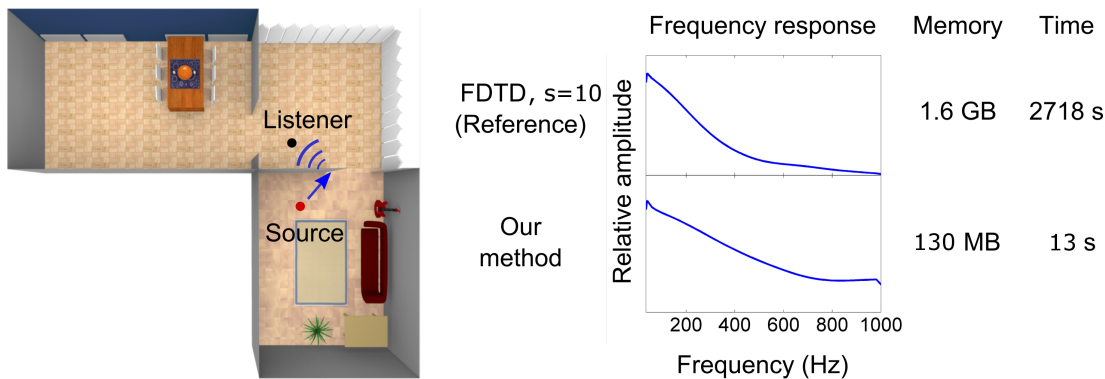 Listener
Source
Frequency response Memory Time
FDTD, s=10
(Reference)
1.6 GB 2718 s
Relative amplitude
Our
method
130 MB 13 s
200 400 600 800 1000
Frequency (Hz)